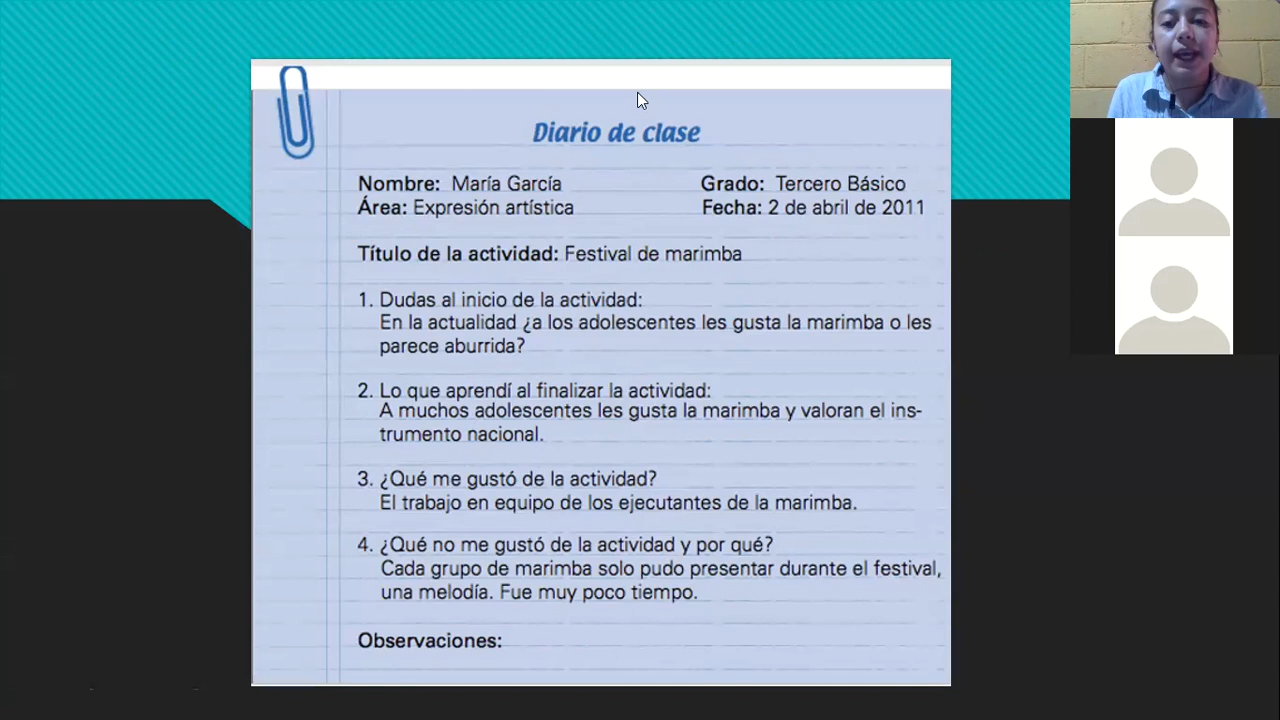 Diario de clase
Nombre: María García
Grado: Tercero Básico
Área: Expresión artística
Fecha: 2 de abril de 2011
Título de la actividad: Festival de marimba
1. Dudas al inicio de la actividad:
En la actualidad ¿a los adolescentes les gusta la marimba o les
parece aburrida?
2. Lo que aprendí al finalizar la actividad:
A muchos adolescentes les gusta la marimba y valoran el ins-
trumento nacional.
3. ¿Qué me gustó de la actividad?
El trabajo en equipo de los ejecutantes de la marimba.
4. ¿Qué no me gustó de la actividad y por qué?
Cada grupo de marimba solo pudo presentar durante el festival,
una melodía. Fue muy poco tiempo.
Observaciones: